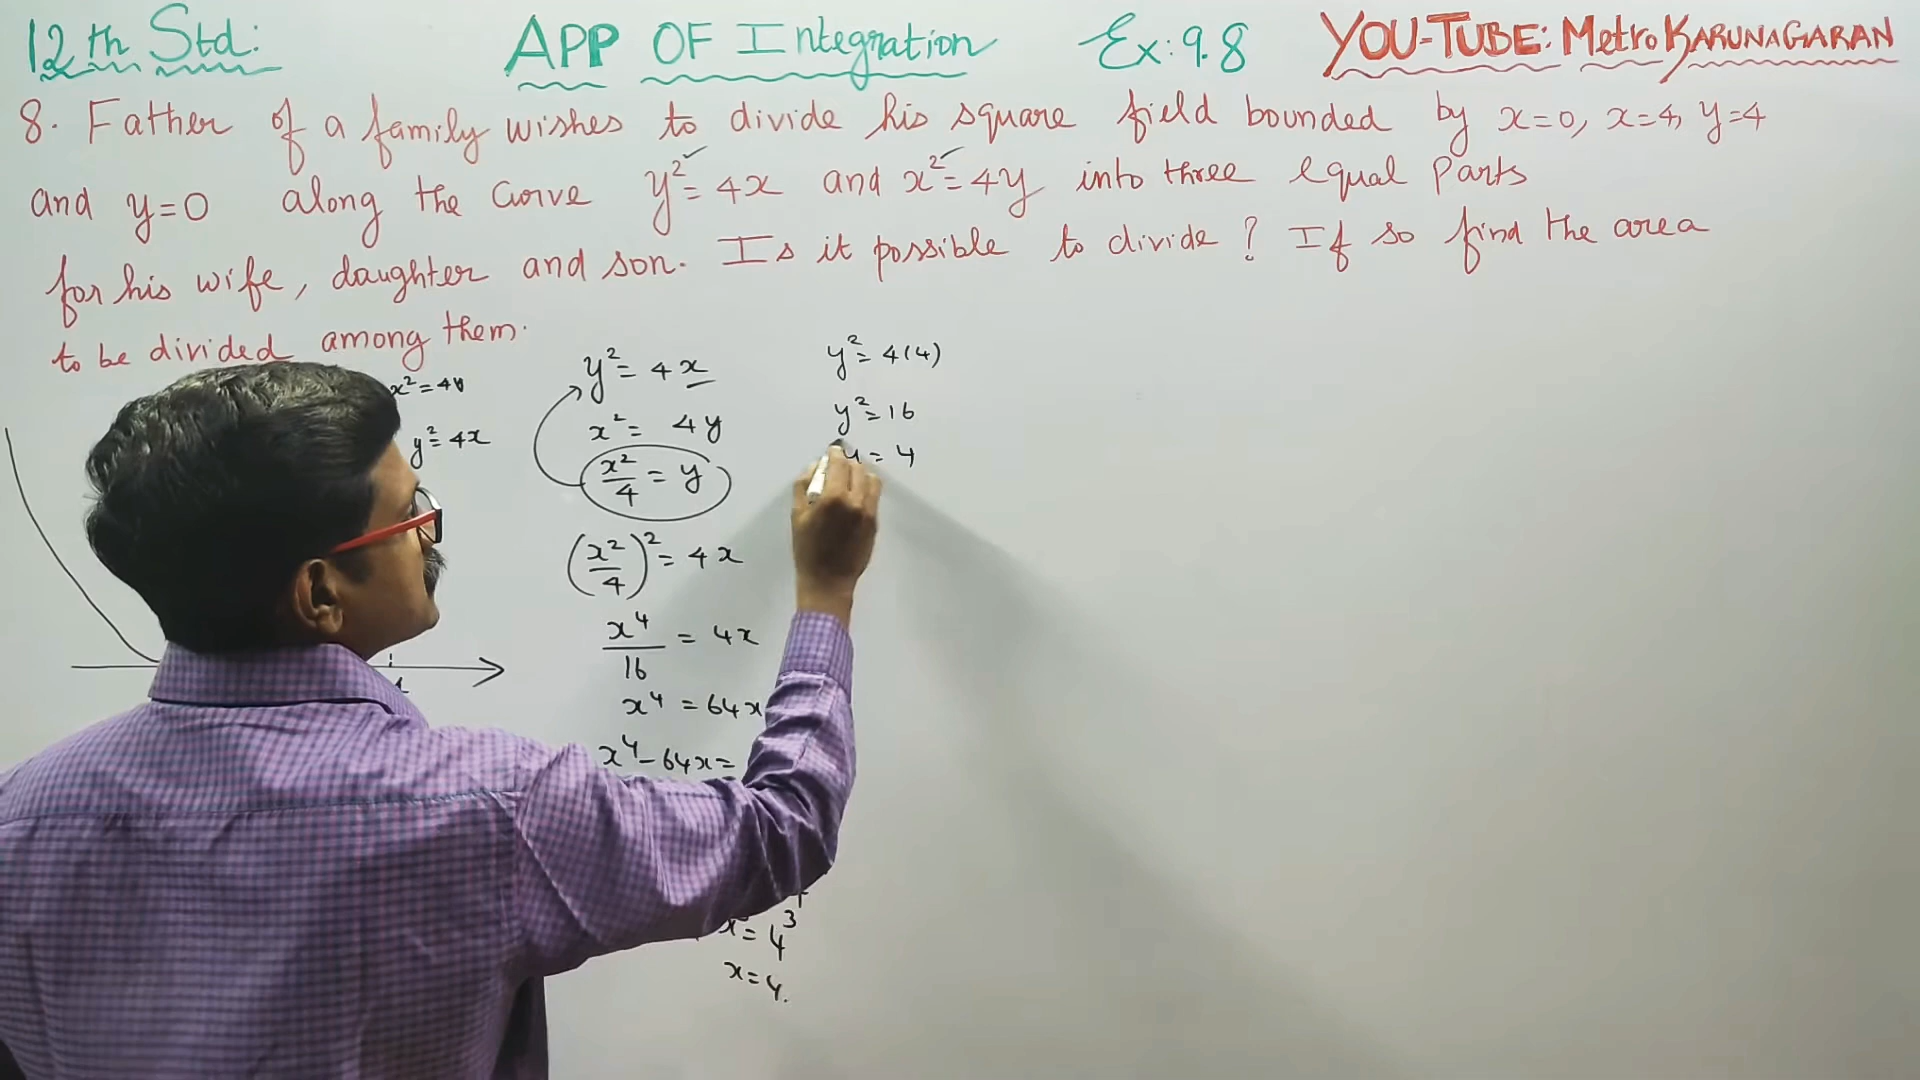 12th Std: APP OF Integration Ex: 9.8 YOU-TUBE: Metro KARUNAGARAN
8. Father of a family wishes to divide his square field bounded by x=0, x=4, y=4
and y=0 along the curve y²=4x and x²=4y into three equal Parts
for his wife, daughter and son. Is it possible to divide? If so find the area
to be divided among them.
x²=4y
y²=4x
y²=4x
x²=4y
x²/4=y
(x²/4)²=4x
x⁴/16=4x
x⁴=64x
x⁴-64x=
=4³
x=4.
y²=4(4)
y²=16
y=4